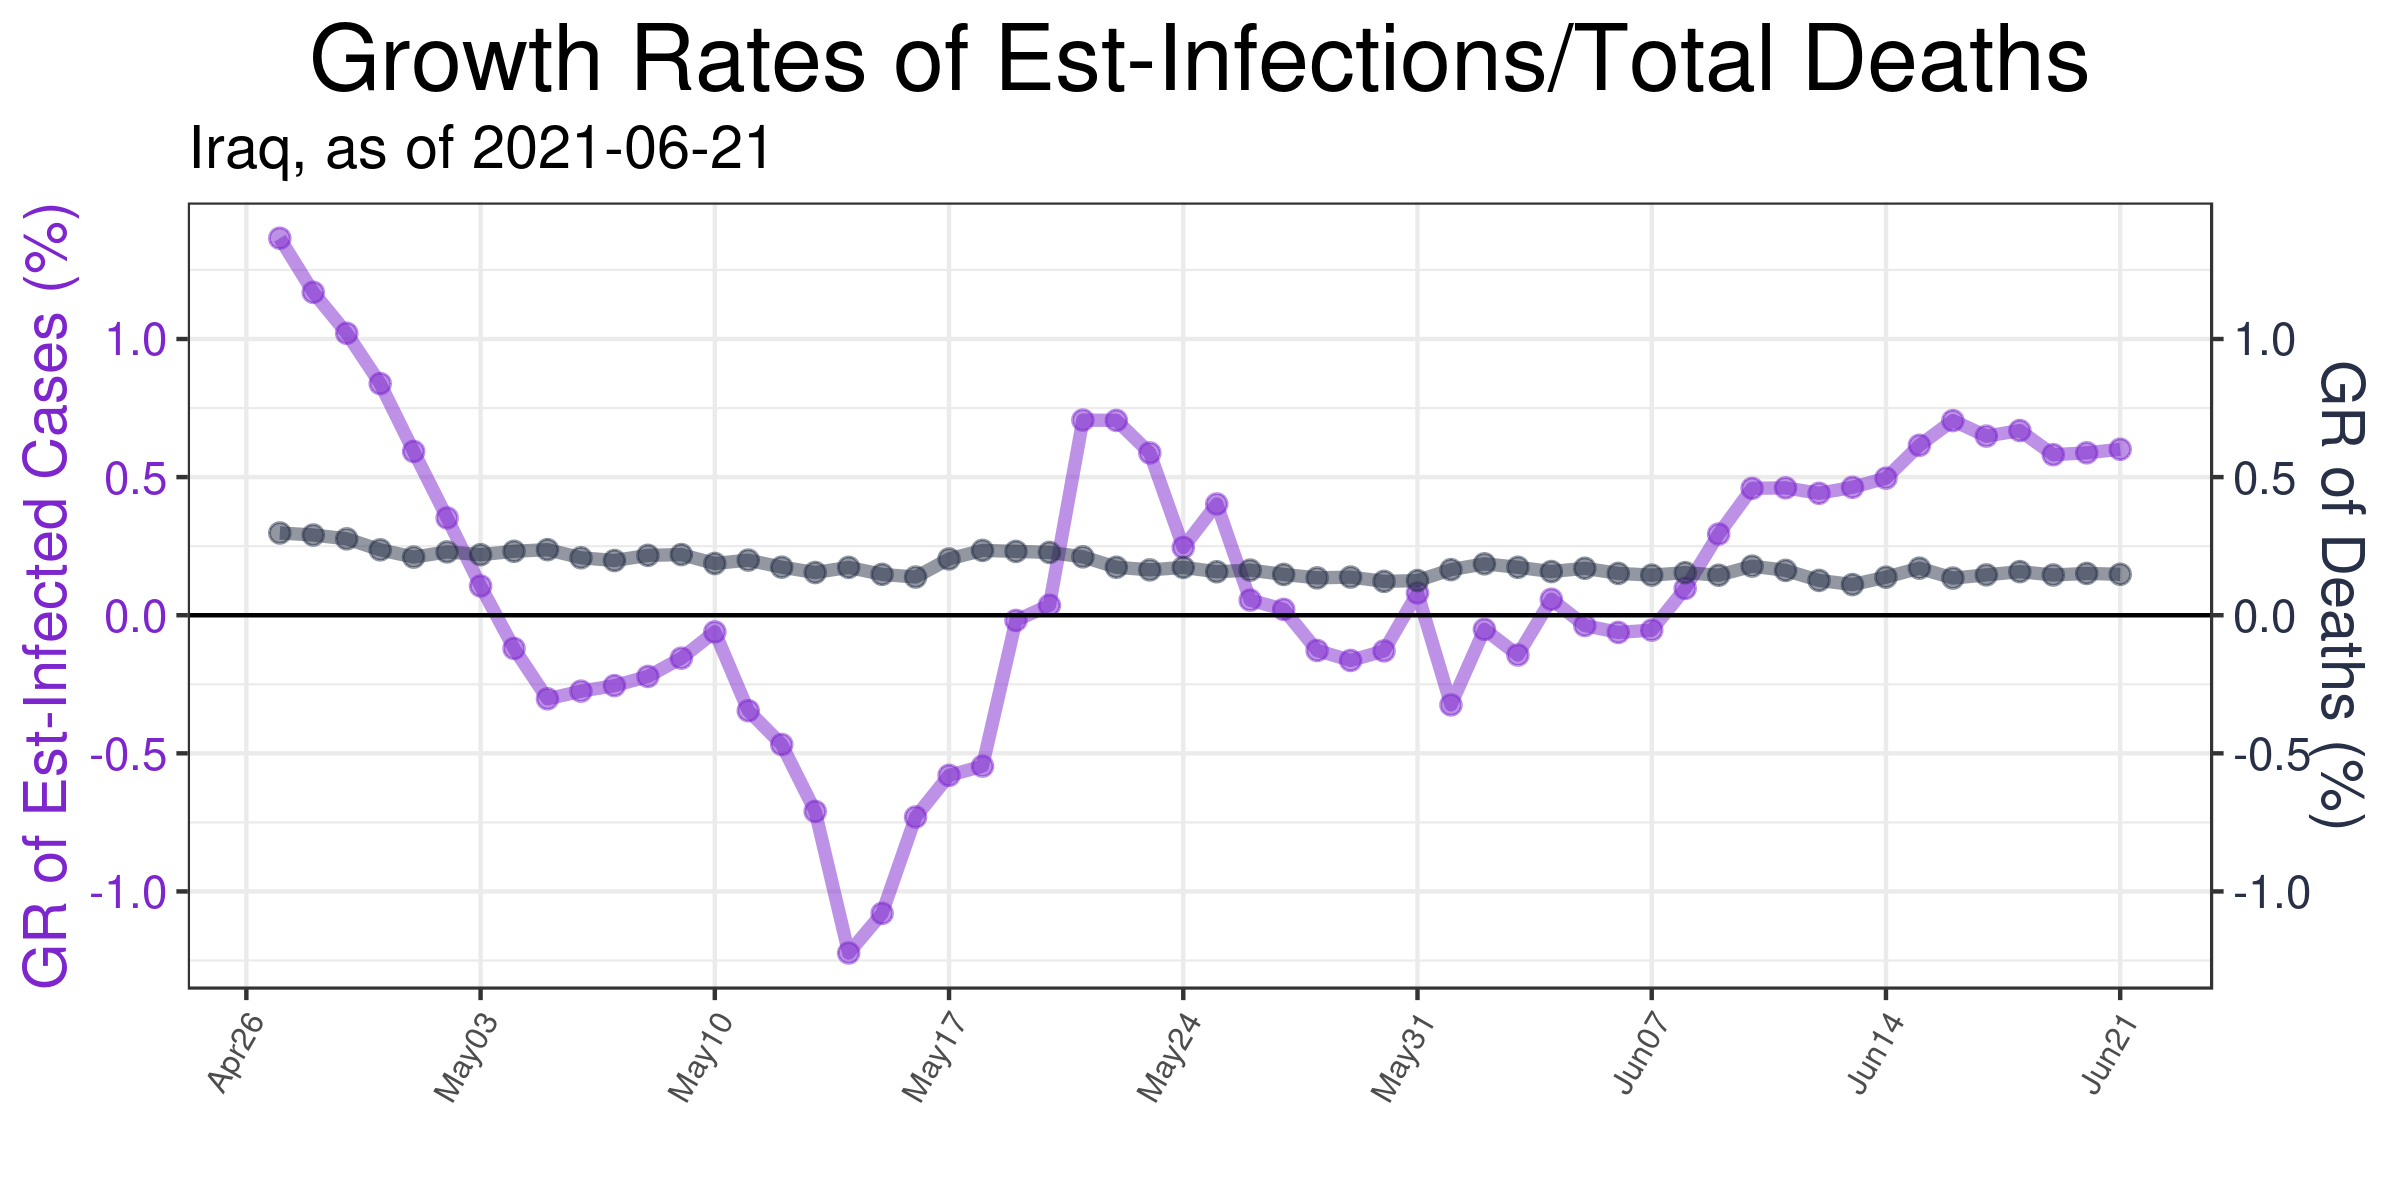 Growth Rates of Est-Infections/Total Deaths
Iraq, as of 2021-06-21
GR of Est-Infected Cases (%)
1.0
0.5
0.0
-0.5
-1.0
1.0
0.5
0.0
-0.5
-1.0
GR of Deaths (%)
Apr26
May03
May10
May17
May24
May31
Jun07
Jun14
Jun21